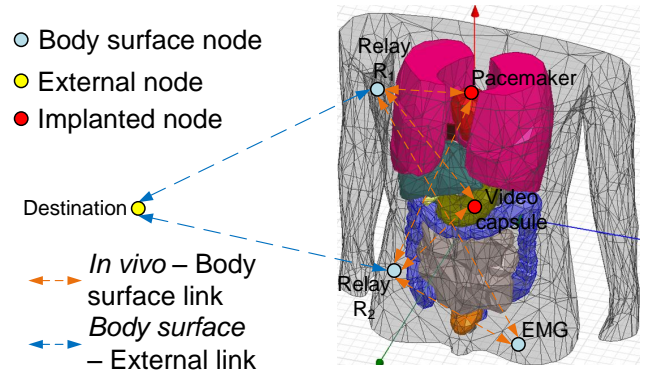 Body surface node
External node
Implanted node
Relay
R1
Pacemaker
Destination
Video
capsule
In vivo – Body
surface link
Body surface
– External link
Relay
R2
EMG